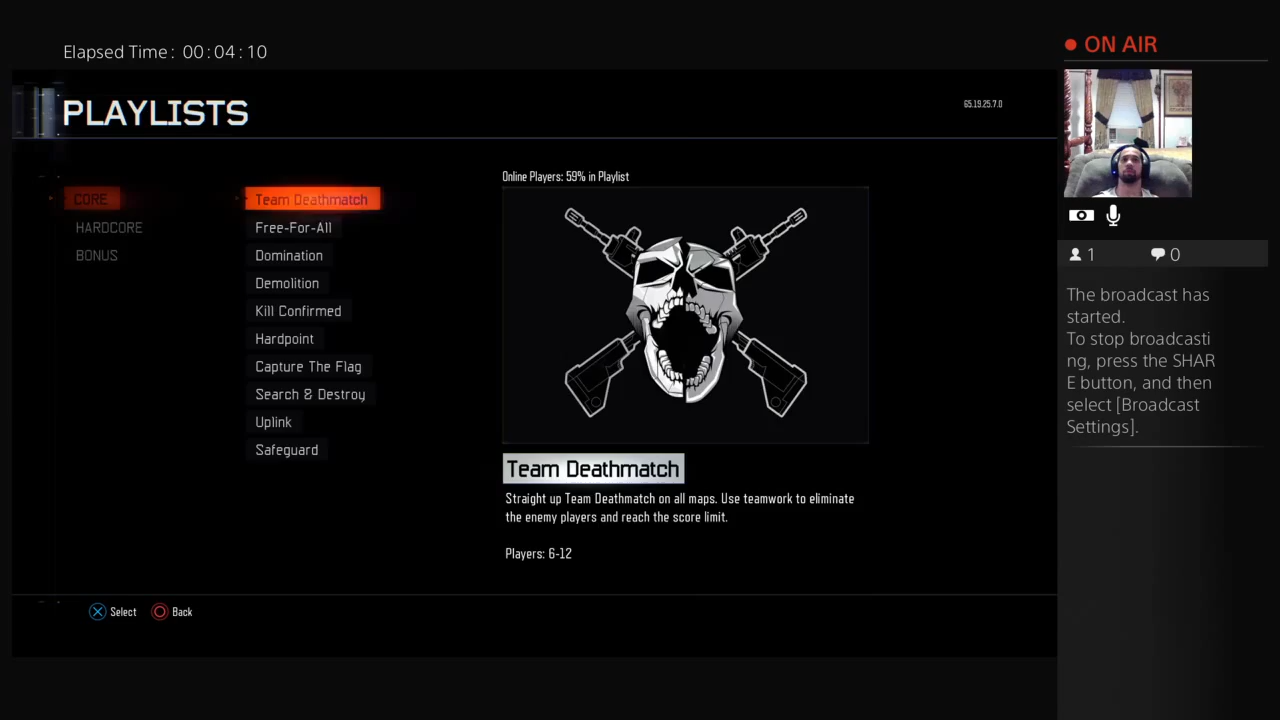 Elapsed Time: 00:04:10
ON AIR
PLAYLISTS
65.19.25.7.0
Online Players: 59% in Playlist
CORE
HARDCORE
BONUS
Team Deathmatch
Free-For-All
Domination
Demolition
Kill Confirmed
Hardpoint
Capture The Flag
Search & Destroy
Uplink
Safeguard
Team Deathmatch
Straight up Team Deathmatch on all maps. Use teamwork to eliminate
the enemy players and reach the score limit.
Players: 6-12
Select
Back
1
0
The broadcast has
started.
To stop broadcasti
ng, press the SHAR
E button, and then
select [Broadcast
Settings].